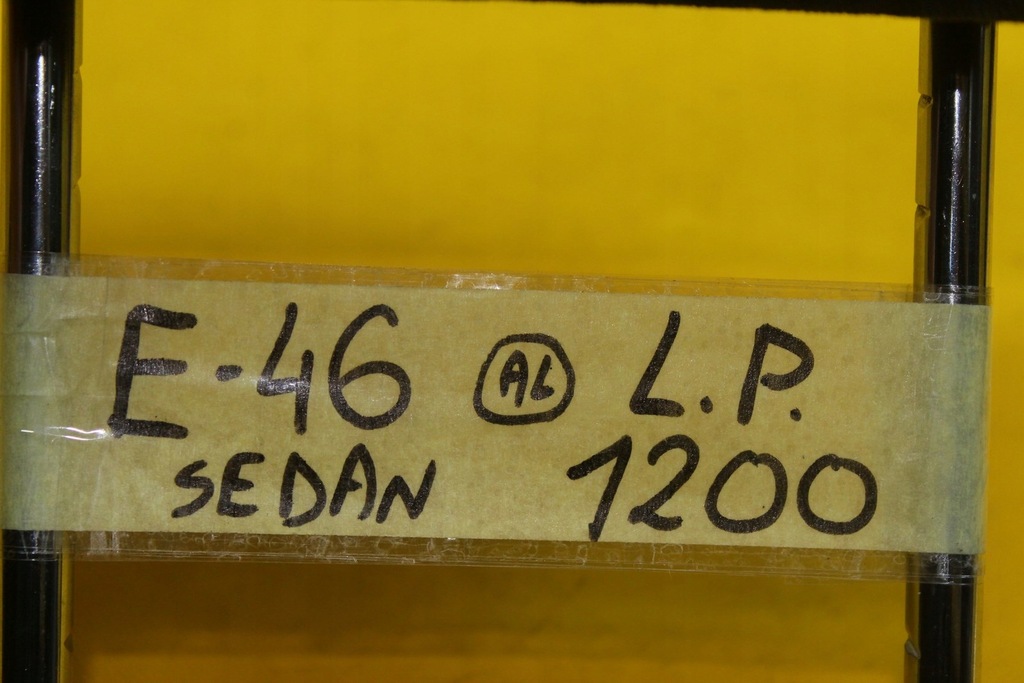 E-46 AL L.P.
SEDAN 1200